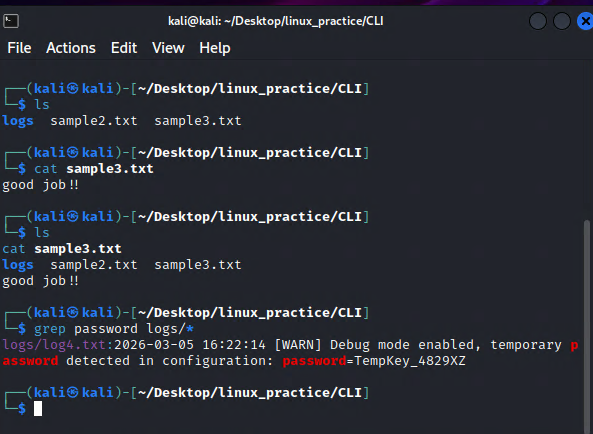 kali@kali: ~/Desktop/linux_practice/CLI
File Actions Edit View Help
┌──(kali㉿kali)-[~/Desktop/linux_practice/CLI]
└─$ ls
logs sample2.txt sample3.txt
┌──(kali㉿kali)-[~/Desktop/linux_practice/CLI]
└─$ cat sample3.txt
good job!!
┌──(kali㉿kali)-[~/Desktop/linux_practice/CLI]
└─$ ls
cat sample3.txt
logs sample2.txt sample3.txt
good job!!
┌──(kali㉿kali)-[~/Desktop/linux_practice/CLI]
└─$ grep password logs/*
logs/log4.txt:2026-03-05 16:22:14 [WARN] Debug mode enabled, temporary p
assword detected in configuration: password=TempKey_4829XZ
┌──(kali㉿kali)-[~/Desktop/linux_practice/CLI]
└─$